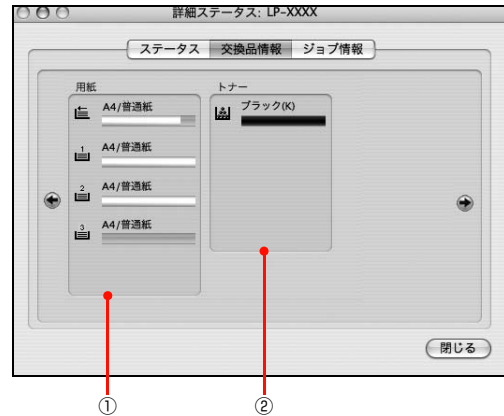 詳細ステータス: LP-XXXX
ステータス 交換品情報 ジョブ情報
用紙
A4/普通紙
1 A4/普通紙
2 A4/普通紙
3 A4/普通紙
トナー
ブラック(K)
閉じる
① ②